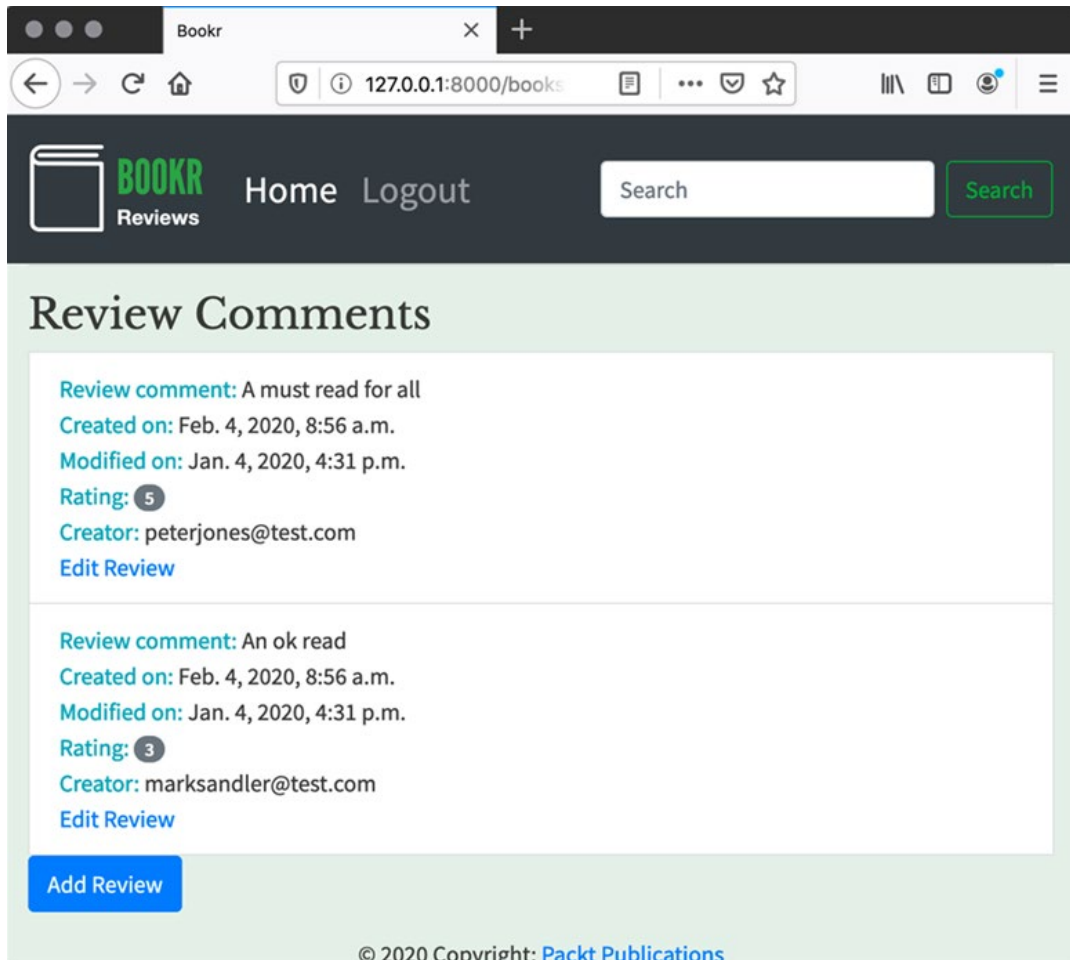 Bookr
127.0.0.1:8000/books
BOOKR
Reviews
Home Logout
Search
Search
Review Comments
Review comment: A must read for all
Created on: Feb. 4, 2020, 8:56 a.m.
Modified on: Jan. 4, 2020, 4:31 p.m.
Rating: 5
Creator: peterjones@test.com
Edit Review
Review comment: An ok read
Created on: Feb. 4, 2020, 8:56 a.m.
Modified on: Jan. 4, 2020, 4:31 p.m.
Rating: 3
Creator: marksandler@test.com
Edit Review
Add Review
© 2020 Copyright: Packt Publications